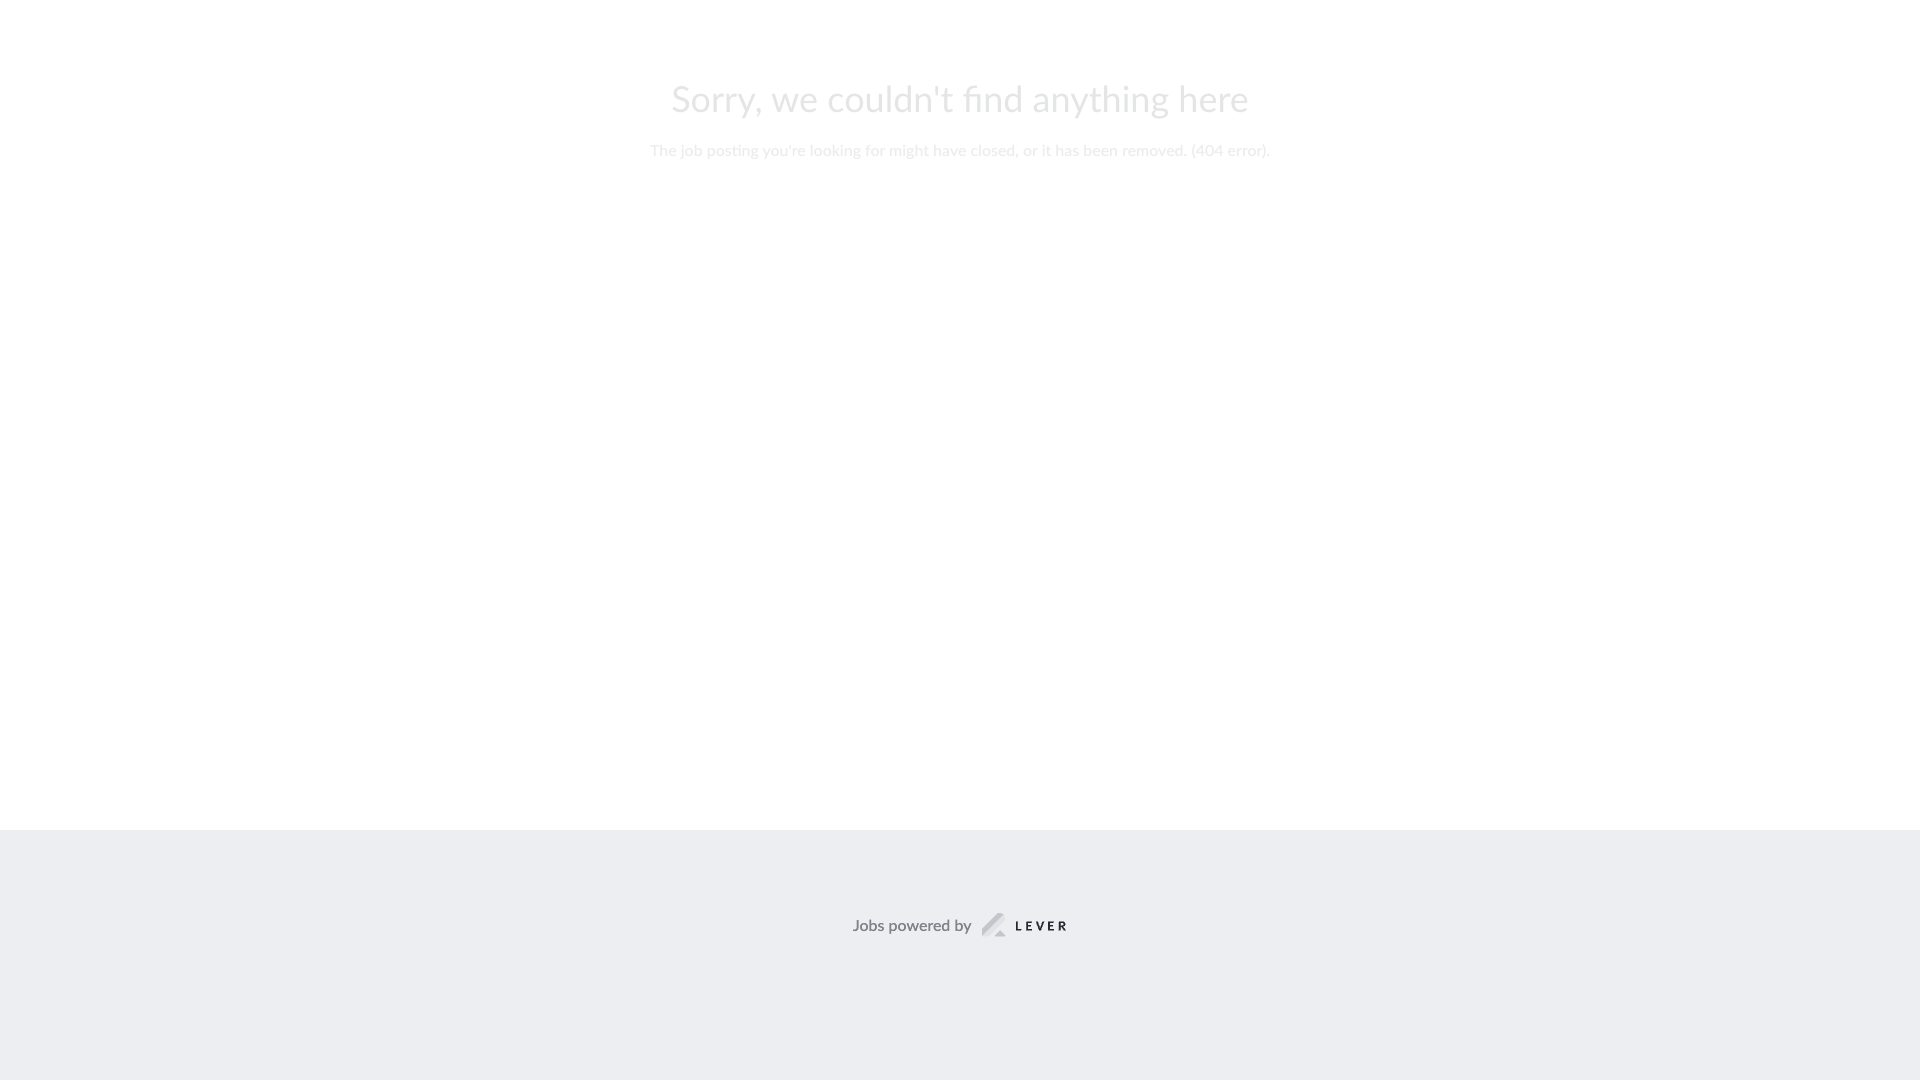 Sorry, we couldn't find anything here
The job posting you're looking for might have closed, or it has been removed. (404 error).
Jobs powered by LEVER